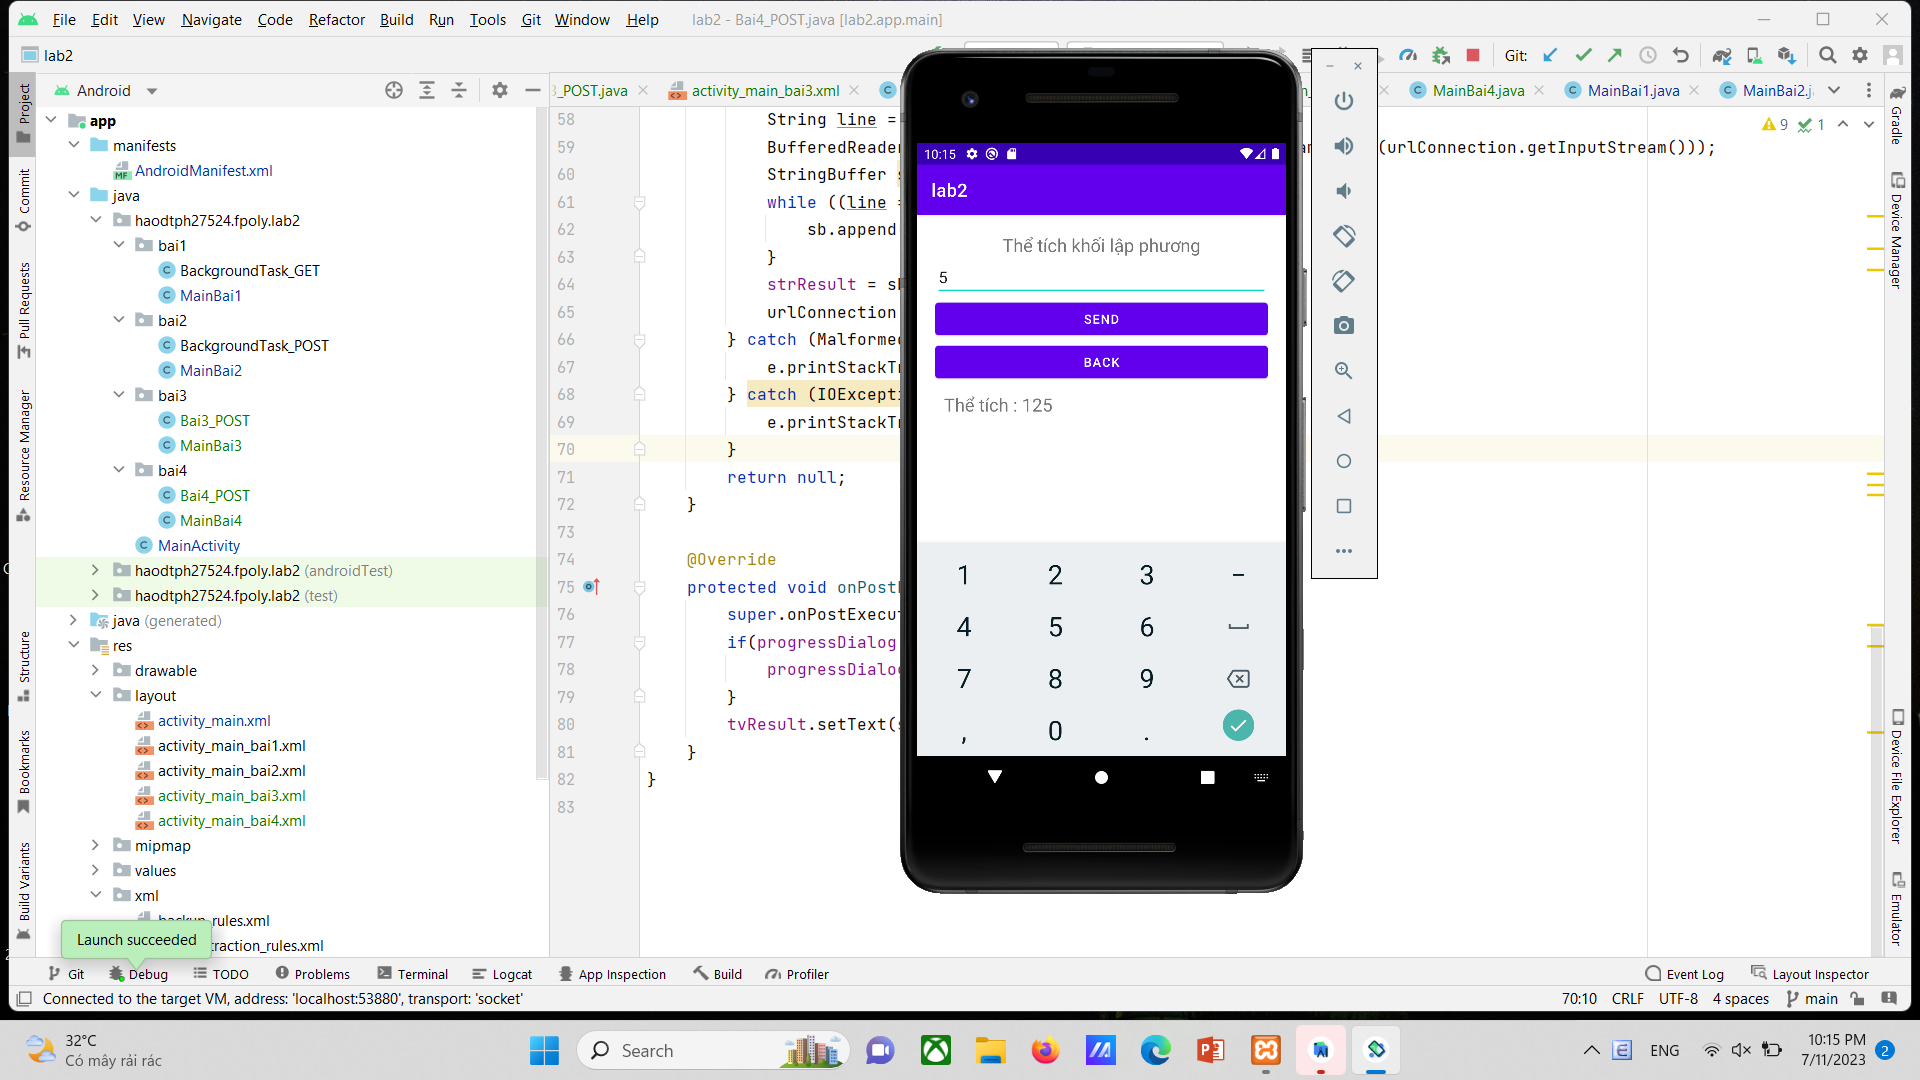 File Edit View Navigate Code Refactor Build Run Tools Git Window Help lab2 - Bai4_POST.java [lab2.app.main]
lab2
Git:
Android
_POST.java activity_main_bai3.xml MainBai4.java MainBai1.java MainBai2.j
Project
Commit
Pull Requests
Resource Manager
Structure
Bookmarks
Build Variants
app
manifests
AndroidManifest.xml
java
haodtph27524.fpoly.lab2
bai1
BackgroundTask_GET
MainBai1
bai2
BackgroundTask_POST
MainBai2
bai3
Bai3_POST
MainBai3
bai4
Bai4_POST
MainBai4
MainActivity
haodtph27524.fpoly.lab2 (androidTest)
haodtph27524.fpoly.lab2 (test)
java (generated)
res
drawable
layout
activity_main.xml
activity_main_bai1.xml
activity_main_bai2.xml
activity_main_bai3.xml
activity_main_bai4.xml
mipmap
values
xml
backup_rules.xml
traction_rules.xml
Launch succeeded
9 1
58 String line =
59 BufferedReader (urlConnection.getInputStream()));
60 StringBuffer
61 while ((line
62 sb.append
63 }
64 strResult =
65 urlConnection
66 } catch (Malformed
67 e.printStackTr
68 } catch (IOExcepti
69 e.printStackTr
70 }
71 return null;
72 }
73
74 @Override
75 protected void onPost
76 super.onPostExecut
77 if(progressDialog
78 progressDialog
79 }
80 tvResult.setText(
81 }
82 }
83
10:15
lab2
Thể tích khối lập phương
5
SEND
BACK
Thể tích : 125
1 2 3 -
4 5 6
7 8 9
, 0 .
Gradle
Device Manager
Device File Explorer
Emulator
Git Debug TODO Problems Terminal Logcat App Inspection Build Profiler Event Log Layout Inspector
Connected to the target VM, address: 'localhost:53880', transport: 'socket' 70:10 CRLF UTF-8 4 spaces main
32°C
Có mây rải rác
Search
ENG
10:15 PM
7/11/2023
2